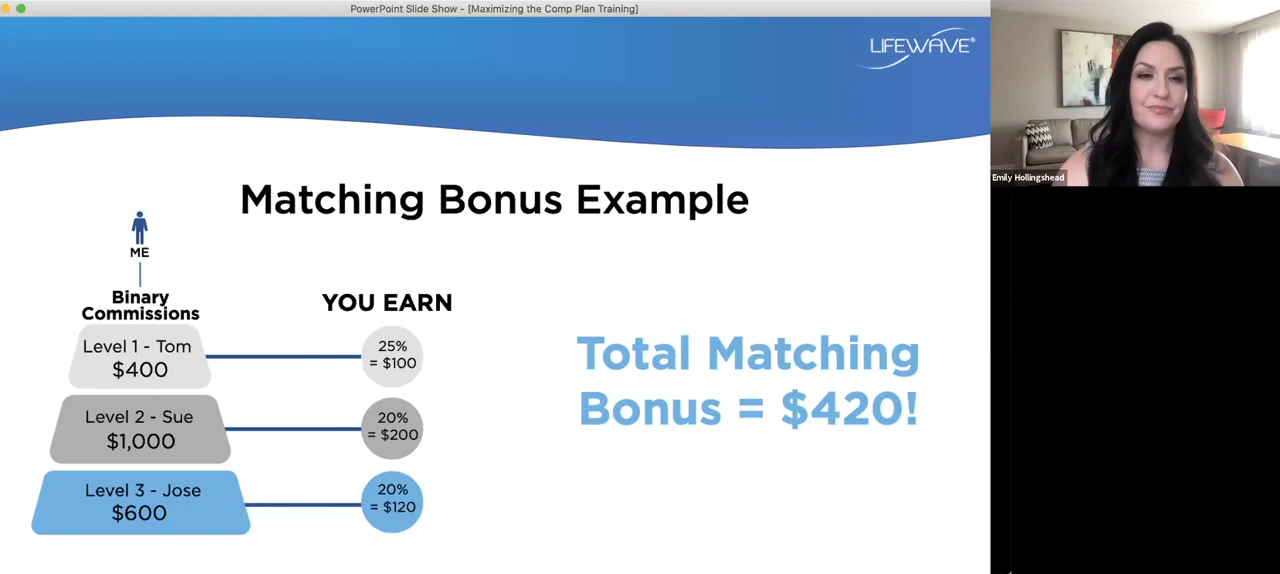 PowerPoint Slide Show - [Maximizing the Comp Plan Training]
LIFEWAVE®
Emily Hollingshead
Matching Bonus Example
ME
Binary
Commissions
YOU EARN
Level 1 - Tom
$400
25%
= $100
Level 2 - Sue
$1,000
20%
= $200
Level 3 - Jose
$600
20%
= $120
Total Matching
Bonus = $420!